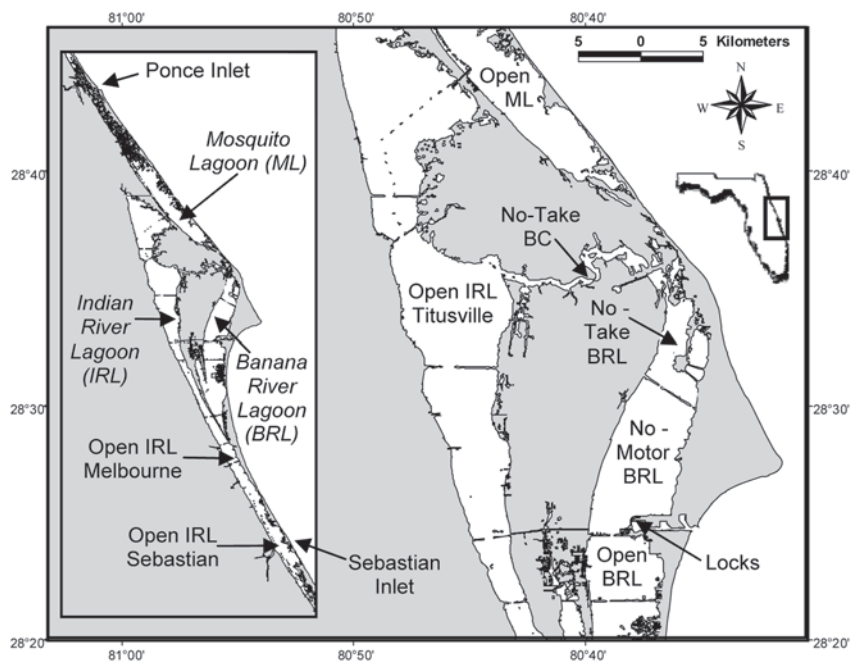 81°00'
80°50'
80°40'
5 0 5 Kilometers
N
W E
S
Ponce Inlet
Mosquito
Lagoon (ML)
Open
ML
28°40'
28°40'
No-Take
BC
Open IRL
Titusville
No -
Take
BRL
Indian
River
Lagoon
(IRL)
Banana
River
Lagoon
(BRL)
28°30'
28°30'
No -
Motor
BRL
Open IRL
Melbourne
Open IRL
Sebastian
Sebastian
Inlet
Open
BRL
Locks
28°20'
28°20'
81°00'
80°50'
80°40'